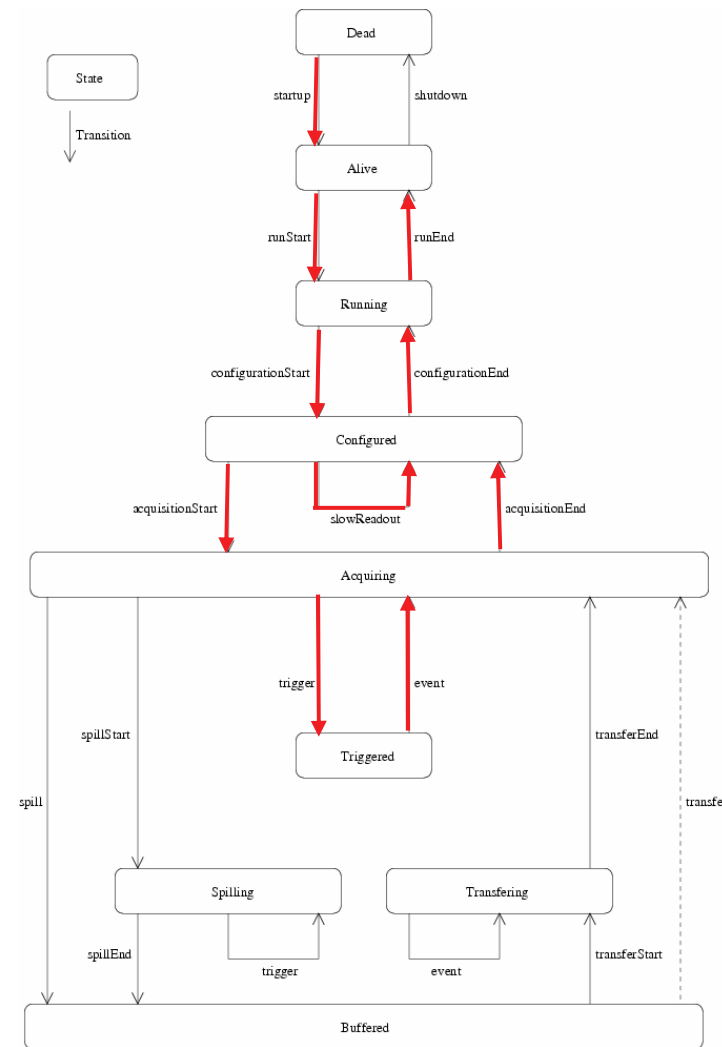 Dead
State
startup
shutdown
Transition
Alive
runStart
runEnd
Running
configurationStart
configurationEnd
Configured
acquisitionStart
slowReadout
acquisitionEnd
Acquiring
trigger
event
spillStart
transferEnd
Triggered
spill
transfe
Spilling
Transfering
spillEnd
trigger
event
transferStart
Buffered